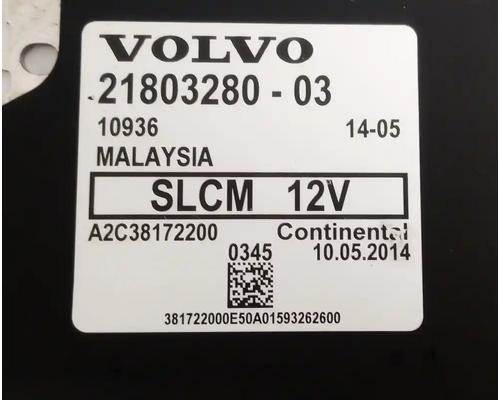 VOLVO
21803280 - 03
10936 14-05
MALAYSIA
SLCM 12V
A2C38172200 Continental
0345 10.05.2014
381722000E50A01593262600